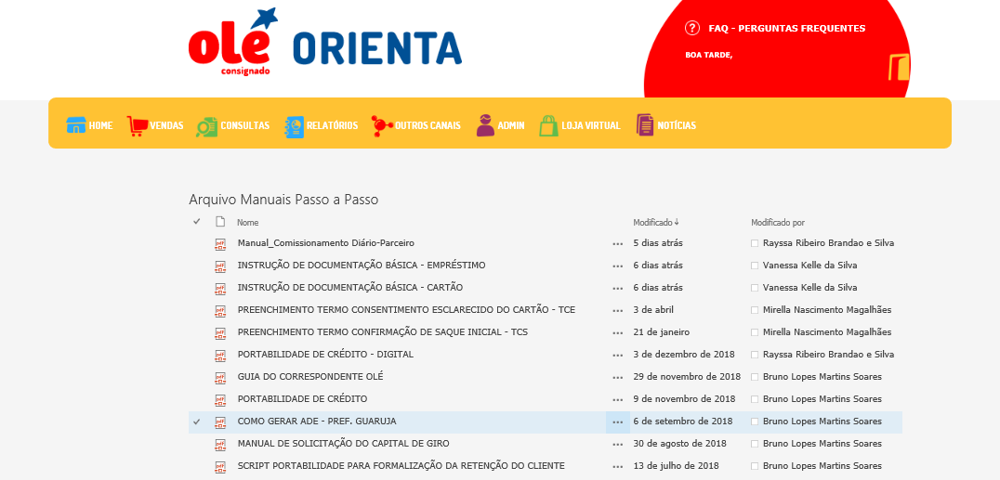 olé
consignado
ORIENTA
FAQ - PERGUNTAS FREQUENTES
BOA TARDE,
HOME VENDAS CONSULTAS RELATÓRIOS OUTROS CANAIS ADMIN LOJA VIRTUAL NOTÍCIAS
Arquivo Manuais Passo a Passo
Nome Modificado Modificado por
Manual_Comissionamento Diário-Parceiro ... 5 dias atrás Rayssa Ribeiro Brandao e Silva
INSTRUÇÃO DE DOCUMENTAÇÃO BÁSICA - EMPRÉSTIMO ... 6 dias atrás Vanessa Kelle da Silva
INSTRUÇÃO DE DOCUMENTAÇÃO BÁSICA - CARTÃO ... 6 dias atrás Vanessa Kelle da Silva
PREENCHIMENTO TERMO CONSENTIMENTO ESCLARECIDO DO CARTÃO - TCE ... 3 de abril Mirella Nascimento Magalhães
PREENCHIMENTO TERMO CONFIRMAÇÃO DE SAQUE INICIAL - TCS ... 21 de janeiro Mirella Nascimento Magalhães
PORTABILIDADE DE CRÉDITO - DIGITAL ... 3 de dezembro de 2018 Rayssa Ribeiro Brandao e Silva
GUIA DO CORRESPONDENTE OLÉ ... 29 de novembro de 2018 Bruno Lopes Martins Soares
PORTABILIDADE DE CRÉDITO ... 9 de novembro de 2018 Bruno Lopes Martins Soares
COMO GERAR ADE - PREF. GUARUJA ... 6 de setembro de 2018 Bruno Lopes Martins Soares
MANUAL DE SOLICITAÇÃO DO CAPITAL DE GIRO ... 30 de agosto de 2018 Bruno Lopes Martins Soares
SCRIPT PORTABILIDADE PARA FORMALIZAÇÃO DA RETENÇÃO DO CLIENTE ... 13 de julho de 2018 Bruno Lopes Martins Soares